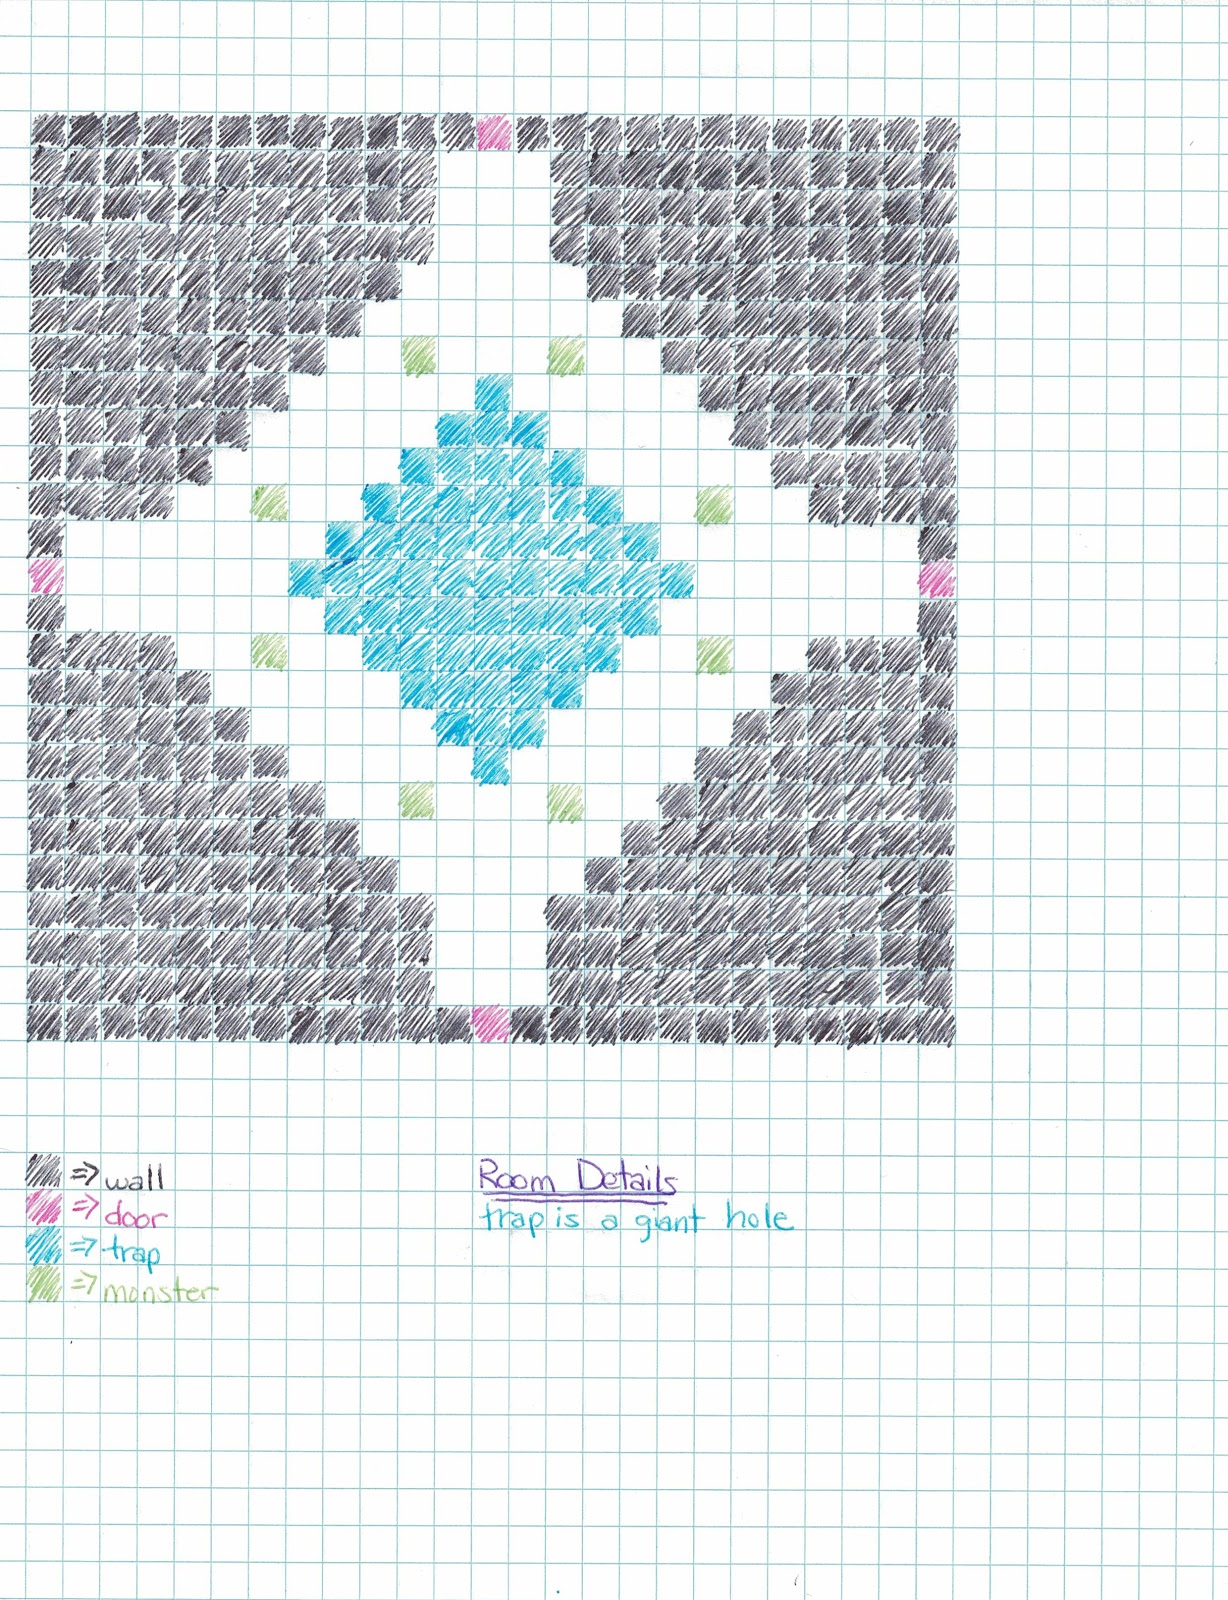 => wall
=> door
=> trap
=> monster
Room Details
trap is a giant hole